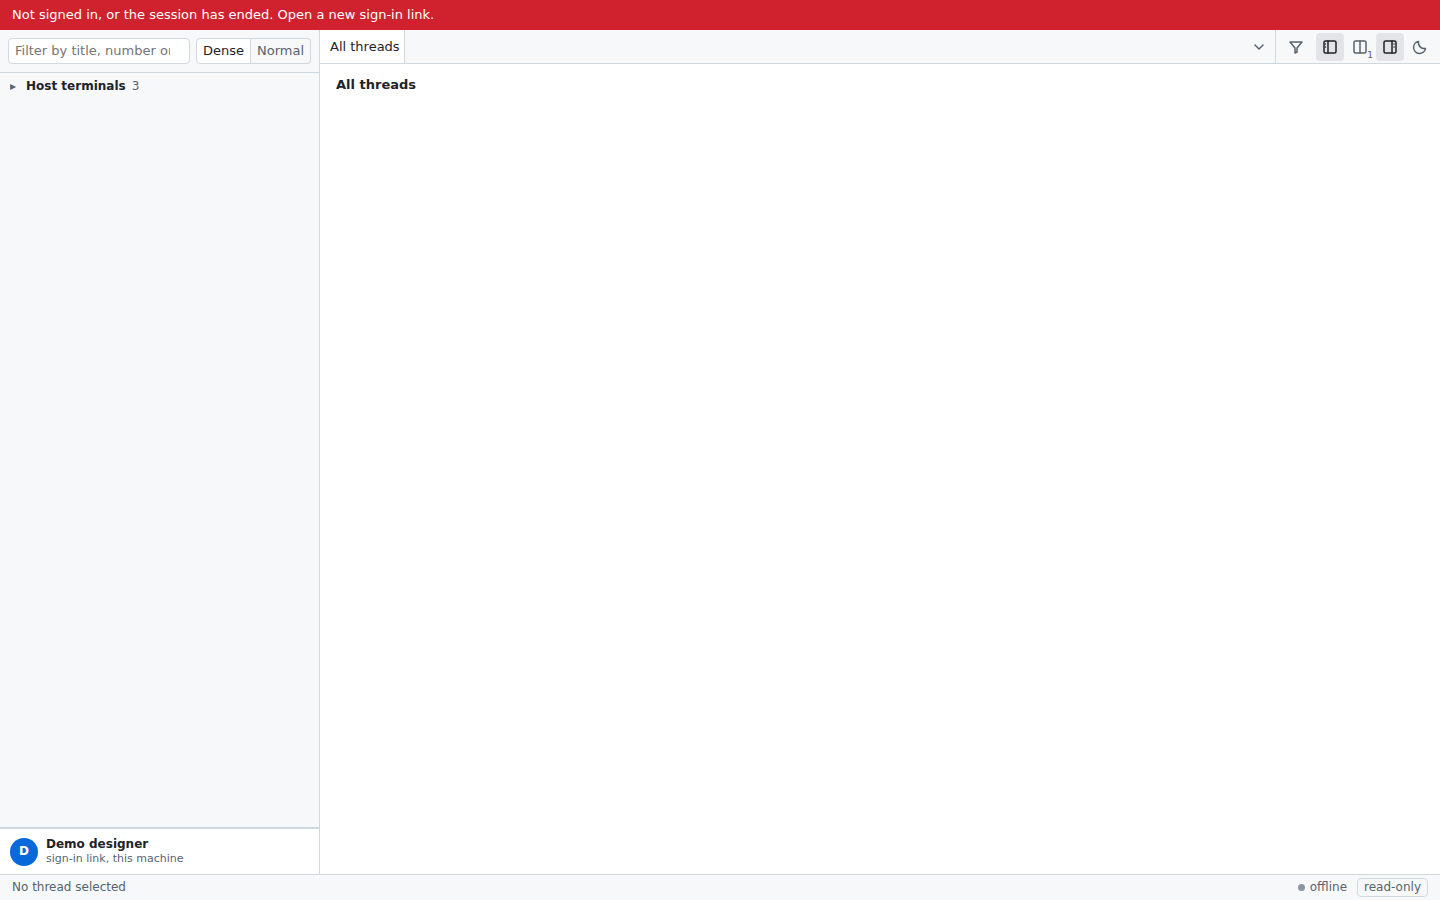 Not signed in, or the session has ended. Open a new sign-in link.
Filter by title, number or
Dense
Normal
All threads
1
Host terminals 3
All threads
D
Demo designer
sign-in link, this machine
No thread selected
offline
read-only